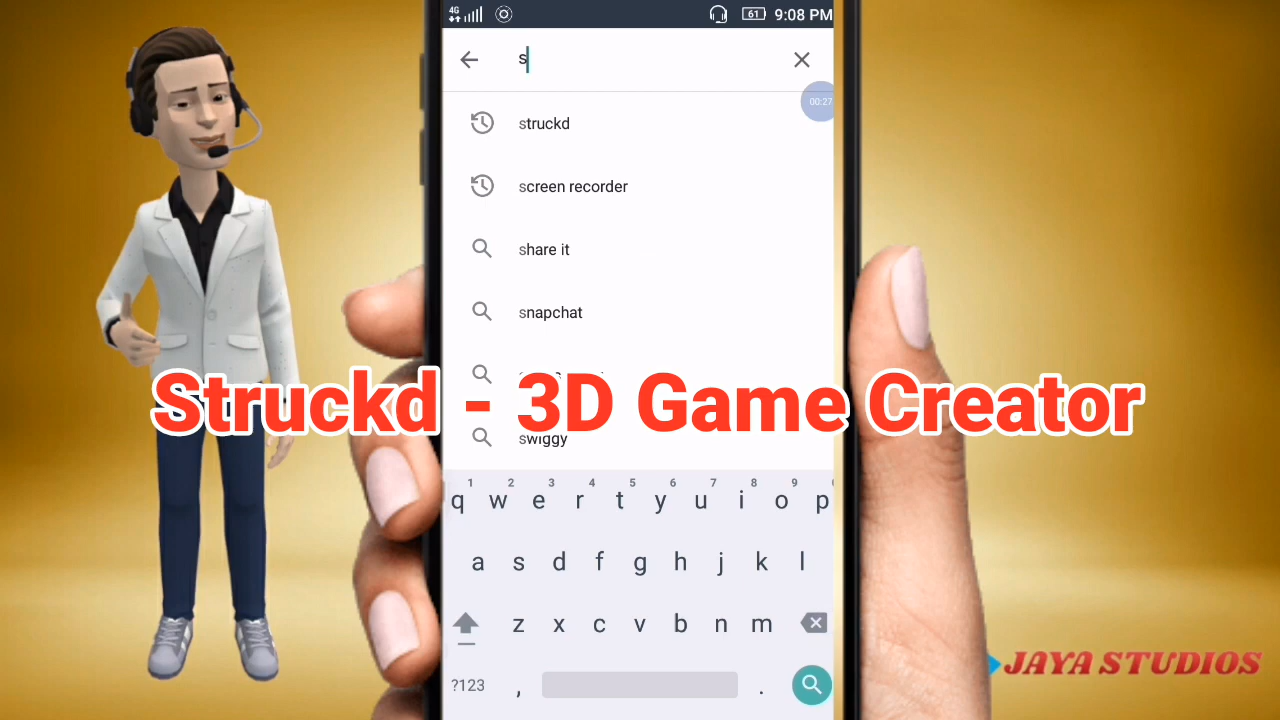 4G
61
9:08 PM
s
00:27
struckd
screen recorder
share it
snapchat
Struckd - 3D Game Creator
swiggy
1 2 3 4 5 6 7 8 9
q w e r t y u i o p
a s d f g h j k l
z x c v b n m
?123 , .
JAYA STUDIOS